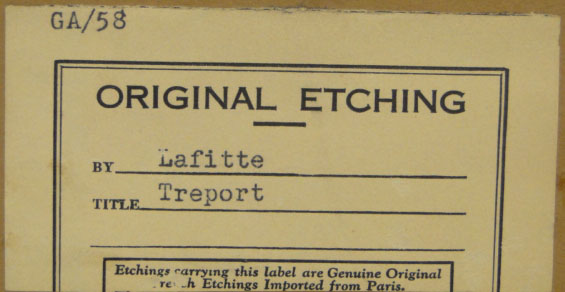 GA/58
ORIGINAL ETCHING
BY Lafitte
TITLE Treport
Etchings carrying this label are Genuine Original
Etchings Imported from Paris.